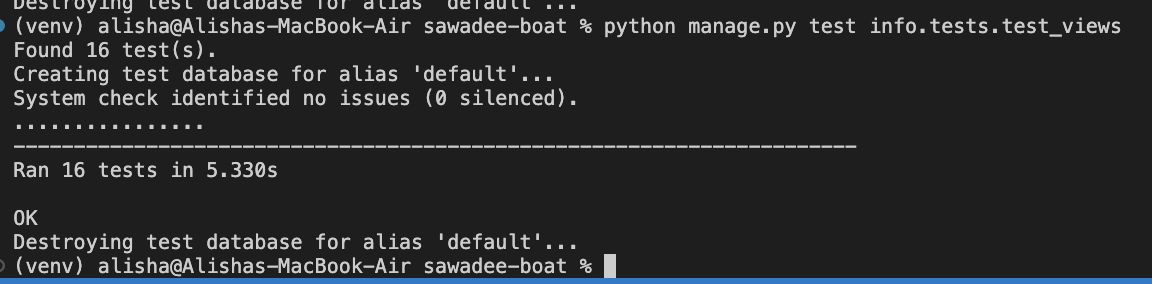 Destroying test database for alias 'default'...
(venv) alisha@Alishas-MacBook-Air sawadee-boat % python manage.py test info.tests.test_views
Found 16 test(s).
Creating test database for alias 'default'...
System check identified no issues (0 silenced).
................
----------------------------------------------------------------------
Ran 16 tests in 5.330s
OK
Destroying test database for alias 'default'...
(venv) alisha@Alishas-MacBook-Air sawadee-boat %